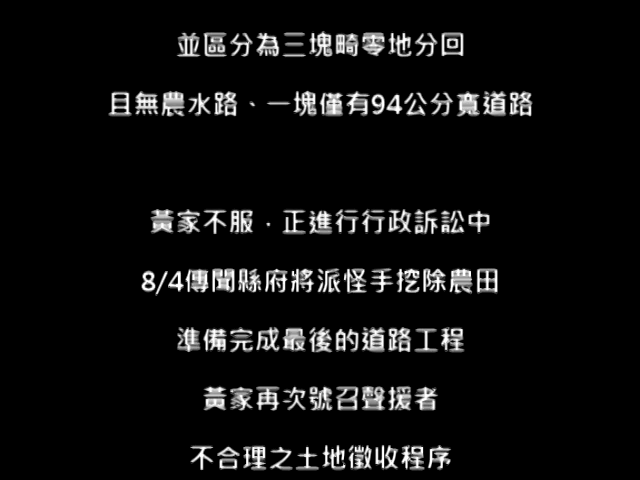 並區分為三塊畸零地分回
且無農水路、一塊僅有94公分寬道路
黃家不服．正進行行政訴訟中
8/4傳聞縣府將派怪手挖除農田
準備完成最後的道路工程
黃家再次號召聲援者
不合理之土地徵收程序